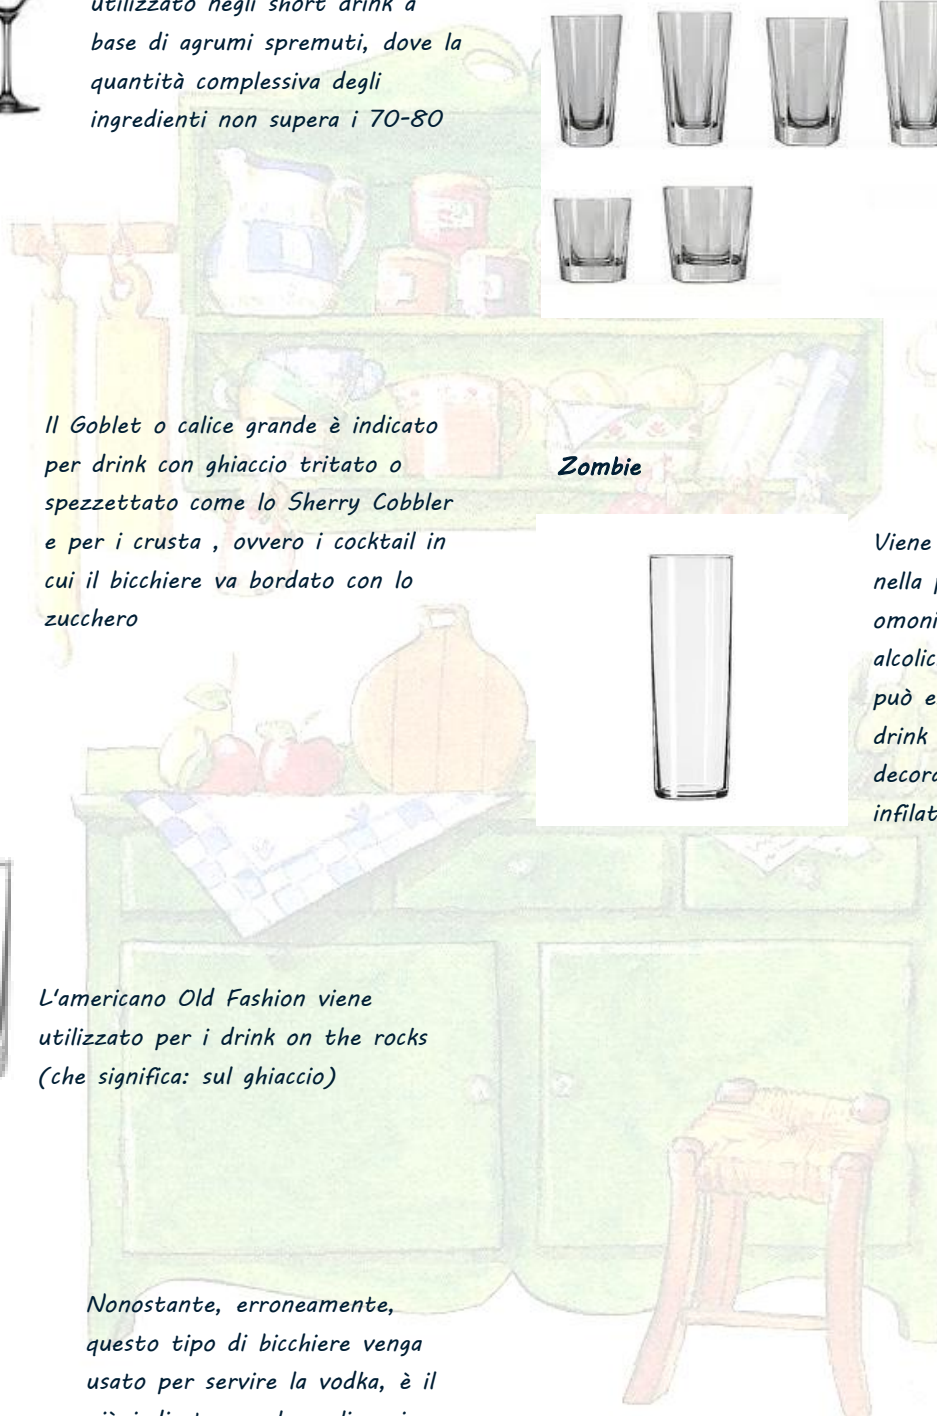 utilizzato negli short drink a
base di agrumi spremuti, dove la
quantità complessiva degli
ingredienti non supera i 70-80
Il Goblet o calice grande è indicato
per drink con ghiaccio tritato o
spezzettato come lo Sherry Cobbler
e per i crusta , ovvero i cocktail in
cui il bicchiere va bordato con lo
zucchero
Zombie
Viene
nella
omoni
alcolic
può e
drink
decora
infilat
L'americano Old Fashion viene
utilizzato per i drink on the rocks
(che significa: sul ghiaccio)
Nonostante, erroneamente,
questo tipo di bicchiere venga
usato per servire la vodka, è il